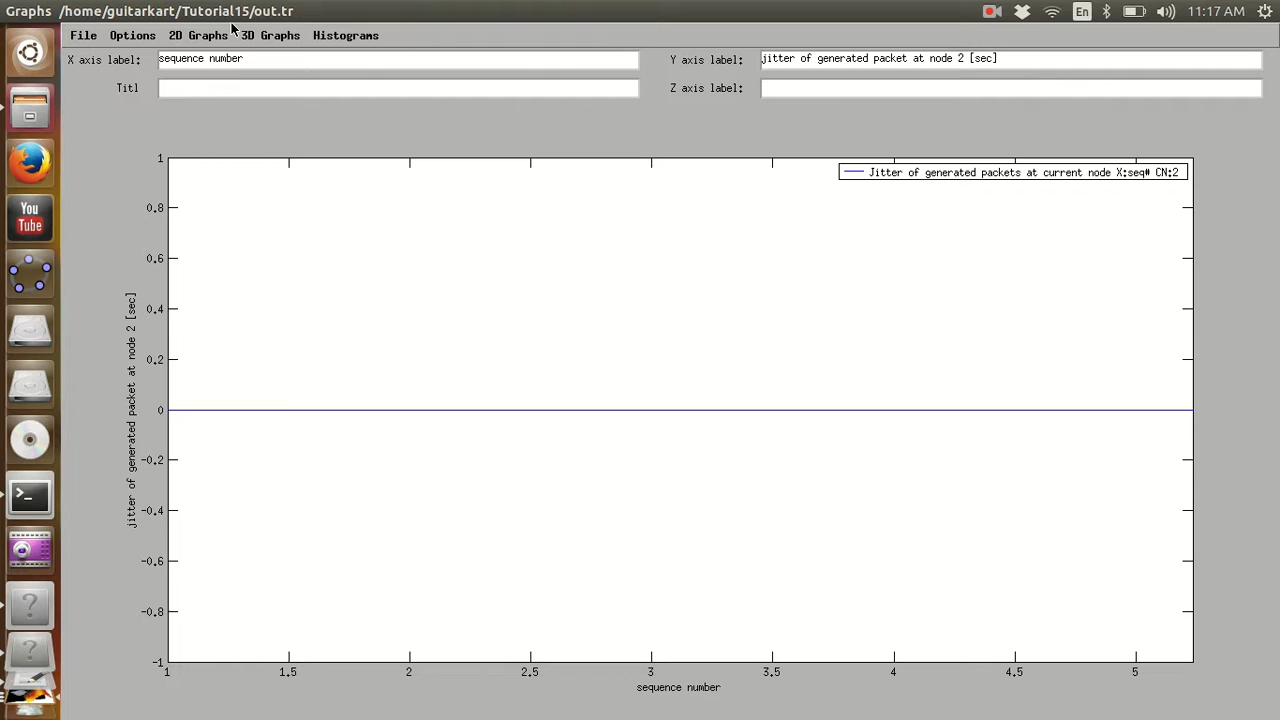 Graphs /home/guitarkart/Tutorial15/out.tr
En
11:17 AM
File Options 2D Graphs 3D Graphs Histograms
X axis label: sequence number
Y axis label: jitter of generated packet at node 2 [sec]
Titl
Z axis label:
You
Tube
>_
?
?
Jitter of generated packets at current node X:seq# CN:2
1
0.8
0.6
0.4
0.2
0
-0.2
-0.4
-0.6
-0.8
-1
jitter of generated packet at node 2 [sec]
1 1.5 2 2.5 3 3.5 4 4.5 5
sequence number